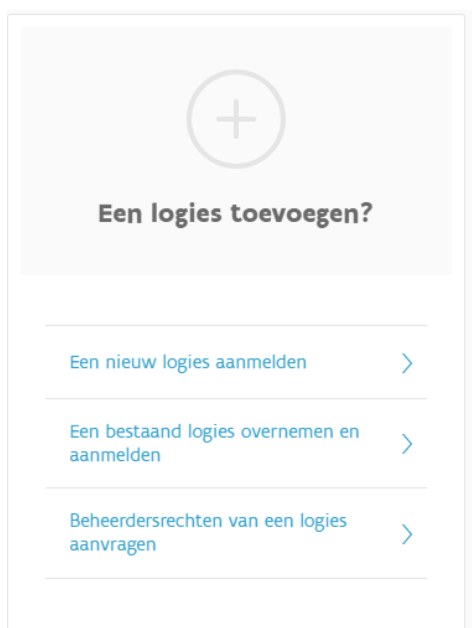 Een logies toevoegen?
Een nieuw logies aanmelden
Een bestaand logies overnemen en
aanmelden
Beheerdersrechten van een logies
aanvragen